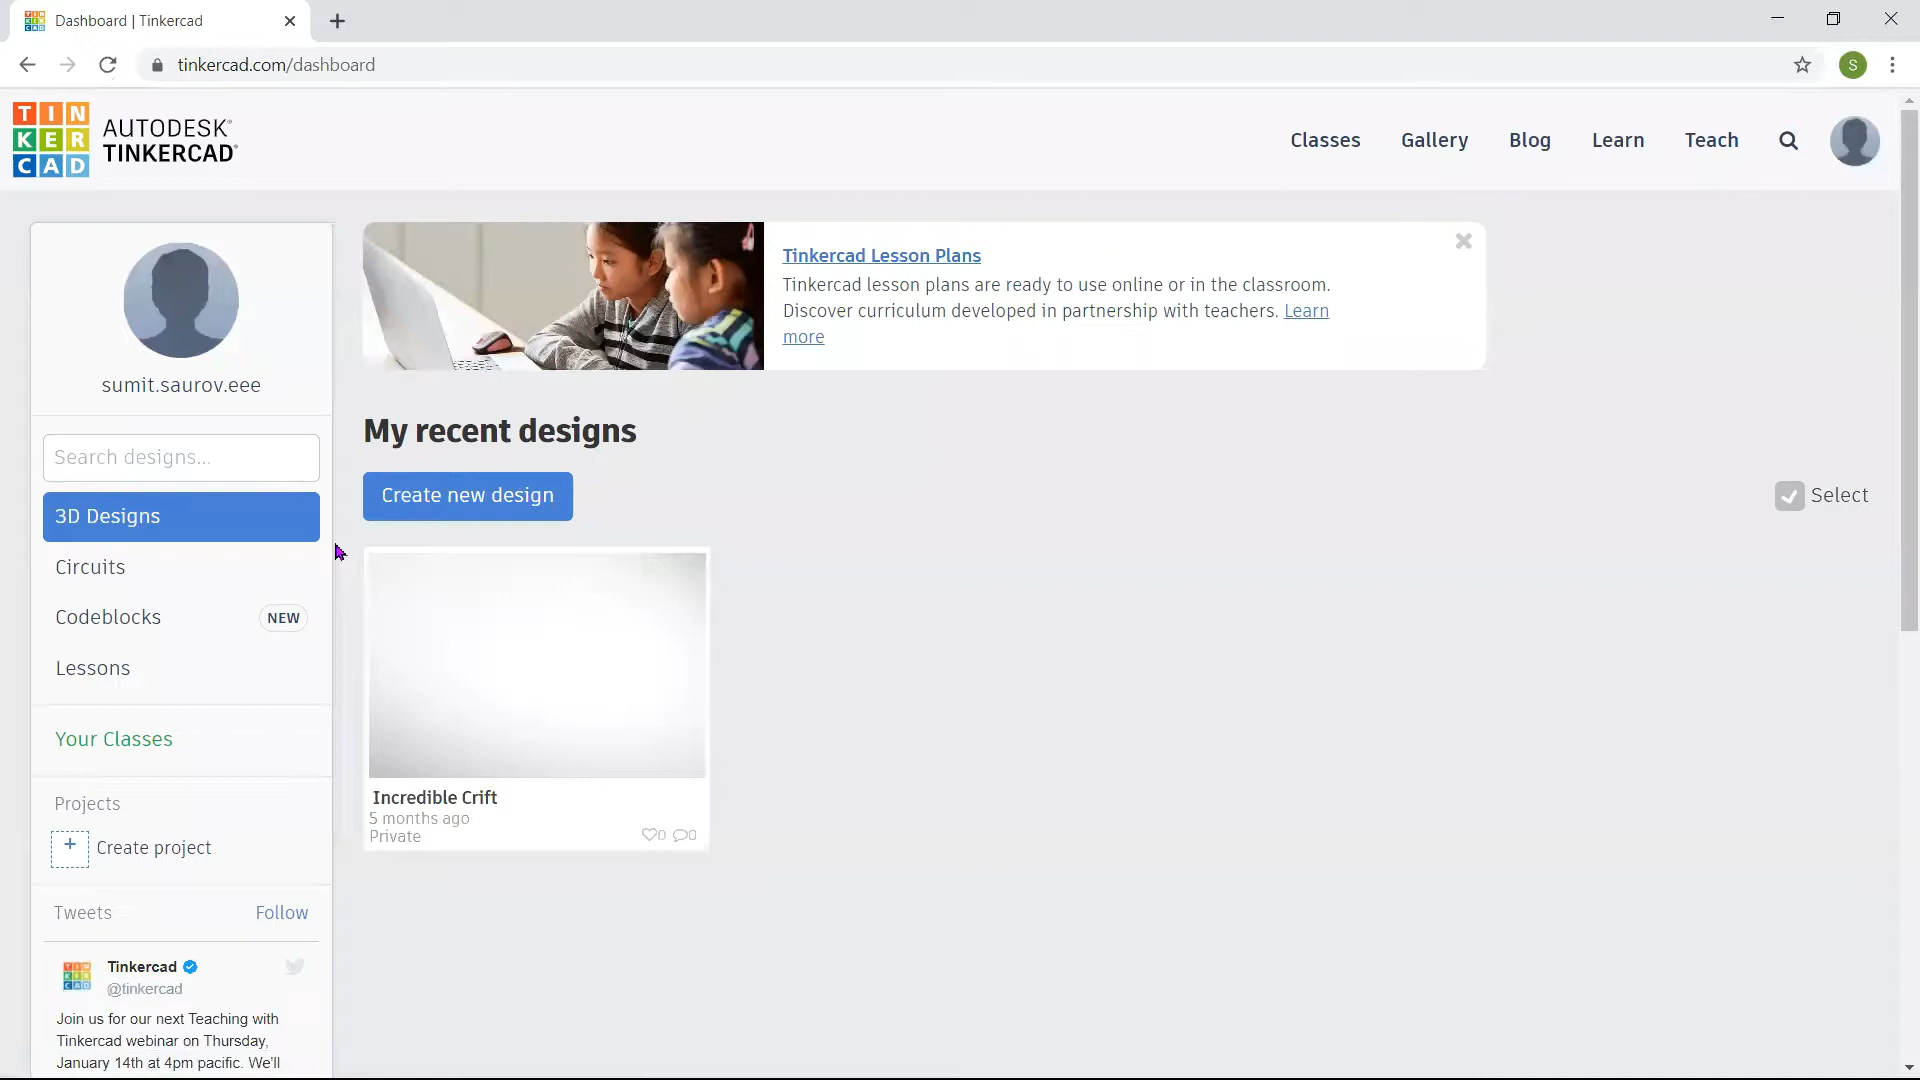 Dashboard | Tinkercad
tinkercad.com/dashboard
S
TIN
KER
CAD
AUTODESK
TINKERCAD
Classes
Gallery
Blog
Learn
Teach
sumit.saurov.eee
Search designs...
3D Designs
Circuits
Codeblocks
NEW
Lessons
Your Classes
Projects
+ Create project
Tweets
Follow
Tinkercad
@tinkercad
Join us for our next Teaching with
Tinkercad webinar on Thursday,
January 14th at 4pm pacific. We'll
Tinkercad Lesson Plans
Tinkercad lesson plans are ready to use online or in the classroom.
Discover curriculum developed in partnership with teachers. Learn
more
My recent designs
Create new design
Select
Incredible Crift
5 months ago
Private
0 0